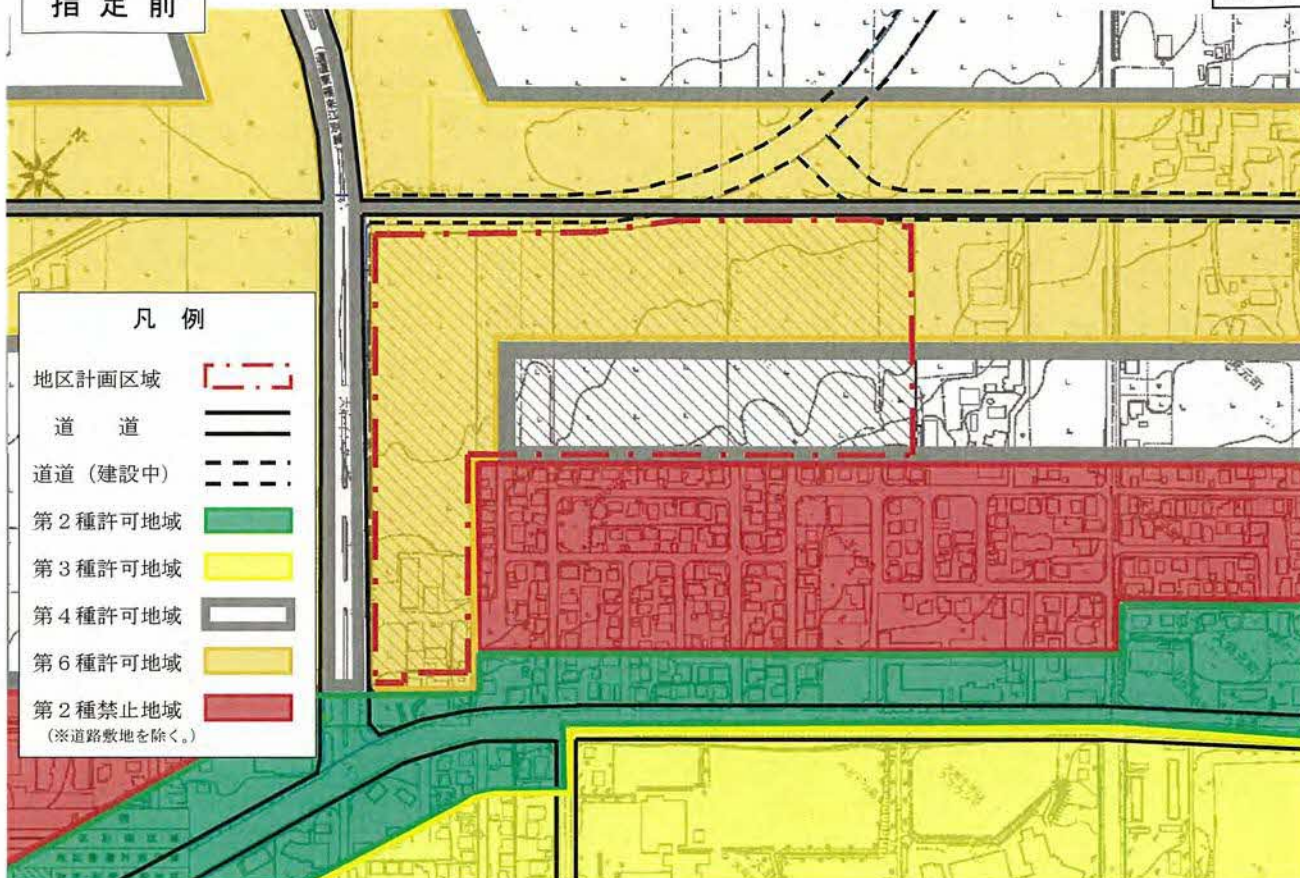 指定前
凡 例
地区計画区域
道 道
道道（建設中）
第２種許可地域
第３種許可地域
第４種許可地域
第６種許可地域
第２種禁止地域
（※道路敷地を除く。）